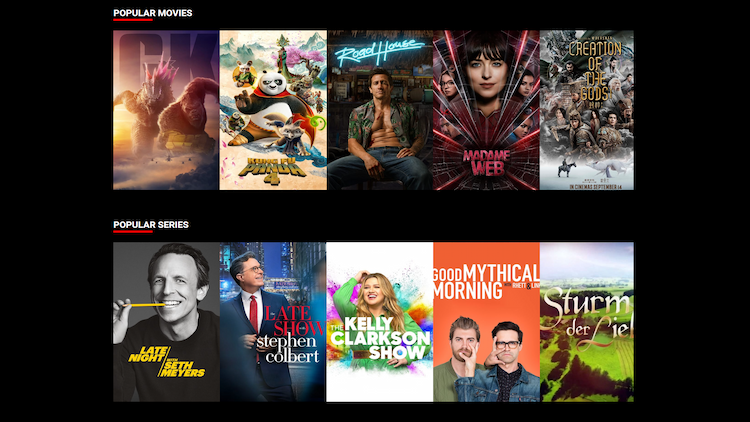 POPULAR MOVIES
GK
KUNG FU
PANDA
4
Road House
MADAME
WEB
CREATION
OF
THE
GODS
IN CINEMAS SEPTEMBER 14
POPULAR SERIES
LATE
NIGHT
WITH
SETH
MEYERS
THE
LATE
SHOW
stephen
colbert
THE
KELLY
CLARKSON
SHOW
GOOD MYTHICAL
MORNING WITH RHETT & LINK
Sturm
der Lie